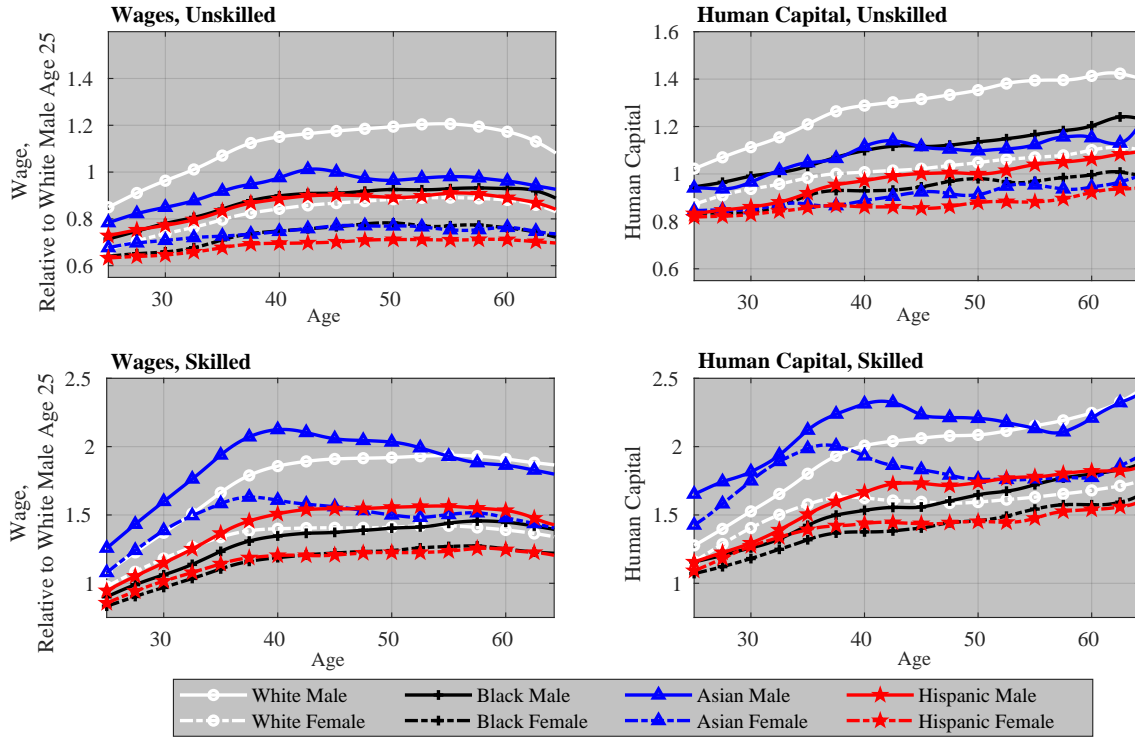 Wages, Unskilled
Human Capital, Unskilled
Wage,
Relative to White Male Age 25
1.2
1
0.8
0.6
30
40
50
60
Age
Human Capital
1.6
1.4
1.2
1
0.8
0.6
30
40
50
60
Age
Wages, Skilled
Human Capital, Skilled
Wage,
Relative to White Male Age 25
2.5
2
1.5
1
30
40
50
60
Age
Human Capital
2.5
2
1.5
1
30
40
50
60
Age
White Male Black Male Asian Male Hispanic Male
White Female Black Female Asian Female Hispanic Female